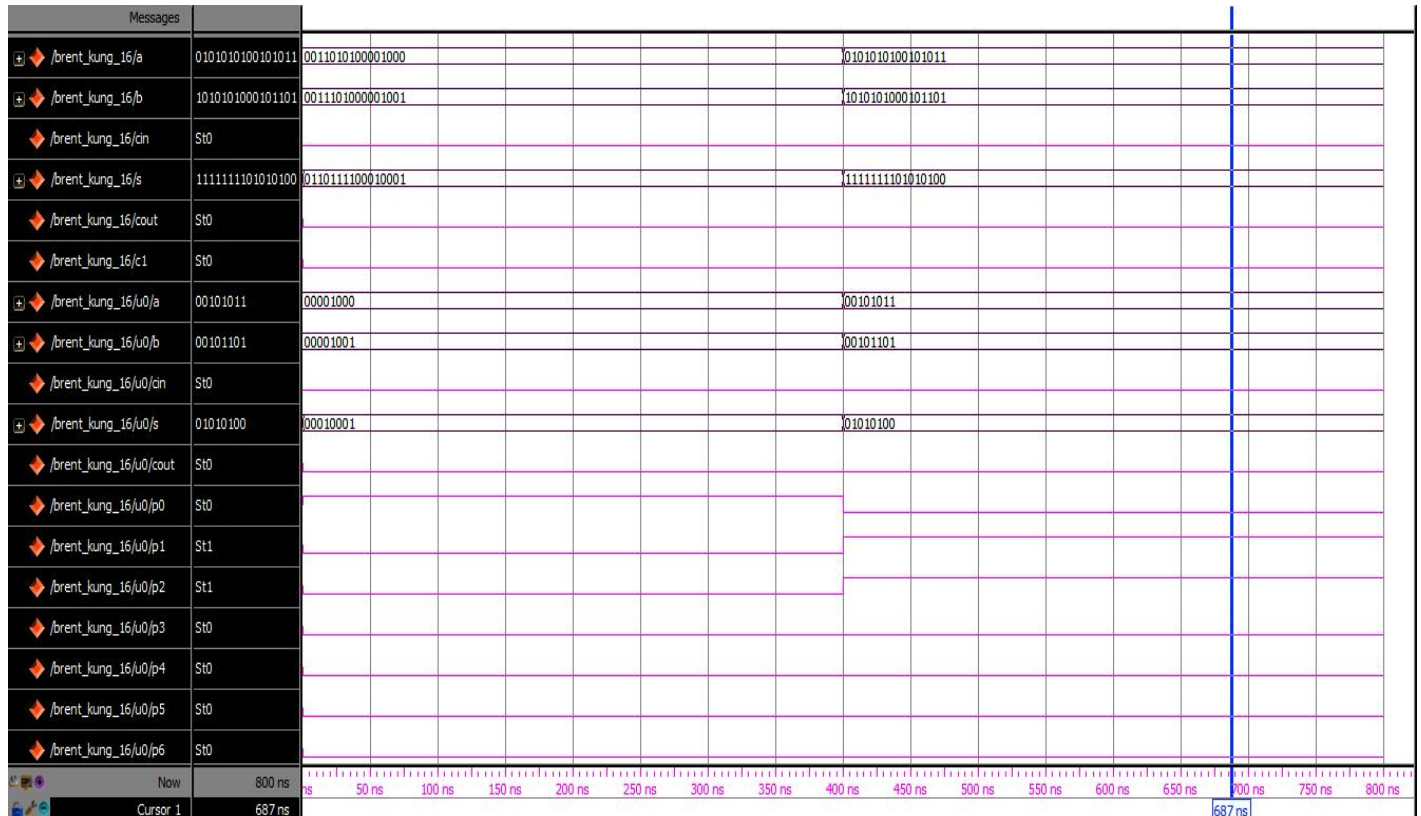 Messages
/brent_kung_16/a 0101010100101011 0011010100001000 0101010100101011
/brent_kung_16/b 1010101000101101 0011101000001001 1010101000101101
/brent_kung_16/cin St0
/brent_kung_16/s 1111111101010100 0110111100010001 1111111101010100
/brent_kung_16/cout St0
/brent_kung_16/c1 St0
/brent_kung_16/u0/a 00101011 00001000 00101011
/brent_kung_16/u0/b 00101101 00001001 00101101
/brent_kung_16/u0/cin St0
/brent_kung_16/u0/s 01010100 00010001 01010100
/brent_kung_16/u0/cout St0
/brent_kung_16/u0/p0 St0
/brent_kung_16/u0/p1 St1
/brent_kung_16/u0/p2 St1
/brent_kung_16/u0/p3 St0
/brent_kung_16/u0/p4 St0
/brent_kung_16/u0/p5 St0
/brent_kung_16/u0/p6 St0
Now 800 ns ns 50 ns 100 ns 150 ns 200 ns 250 ns 300 ns 350 ns 400 ns 450 ns 500 ns 550 ns 600 ns 650 ns 700 ns 750 ns 800 ns
Cursor 1 687 ns 687 ns